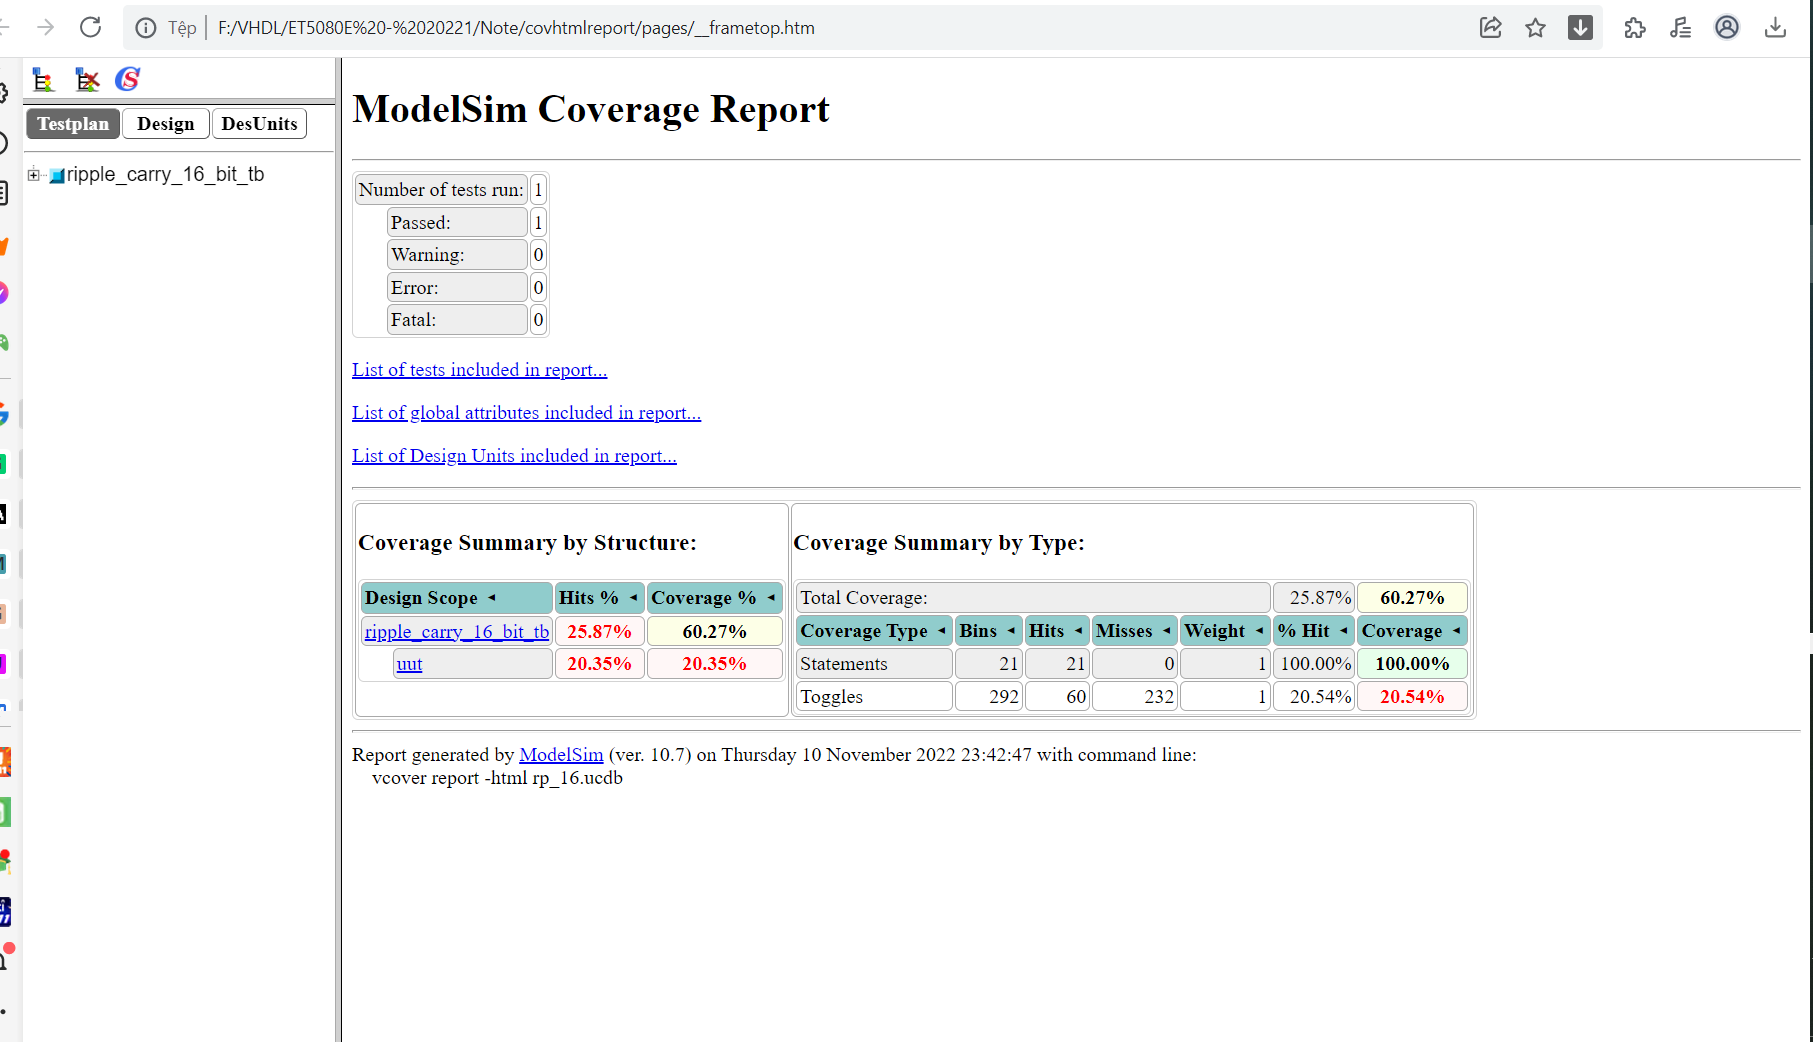 Tệp F:/VHDL/ET5080E%20-%2020221/Note/covhtmlreport/pages/__frametop.htm
Testplan Design DesUnits
ripple_carry_16_bit_tb
ModelSim Coverage Report
Number of tests run: 1
Passed: 1
Warning: 0
Error: 0
Fatal: 0
List of tests included in report...
List of global attributes included in report...
List of Design Units included in report...
Coverage Summary by Structure:
Design Scope Hits % Coverage %
ripple_carry_16_bit_tb 25.87% 60.27%
uut 20.35% 20.35%
Coverage Summary by Type:
Total Coverage: 25.87% 60.27%
Coverage Type Bins Hits Misses Weight % Hit Coverage
Statements 21 21 0 1 100.00% 100.00%
Toggles 292 60 232 1 20.54% 20.54%
Report generated by ModelSim (ver. 10.7) on Thursday 10 November 2022 23:42:47 with command line:
vcover report -html rp_16.ucdb